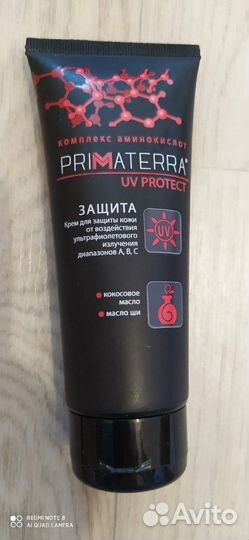 комплекс аминокислот
PRIMATERRA®
UV PROTECT
ЗАЩИТА
Крем для защиты кожи
от воздействия
ультрафиолетового
излучения
диапазонов А, В, С
UV
кокосовое
масло
масло ши
REDMI NOTE 8
AI QUAD CAMERA
Avito